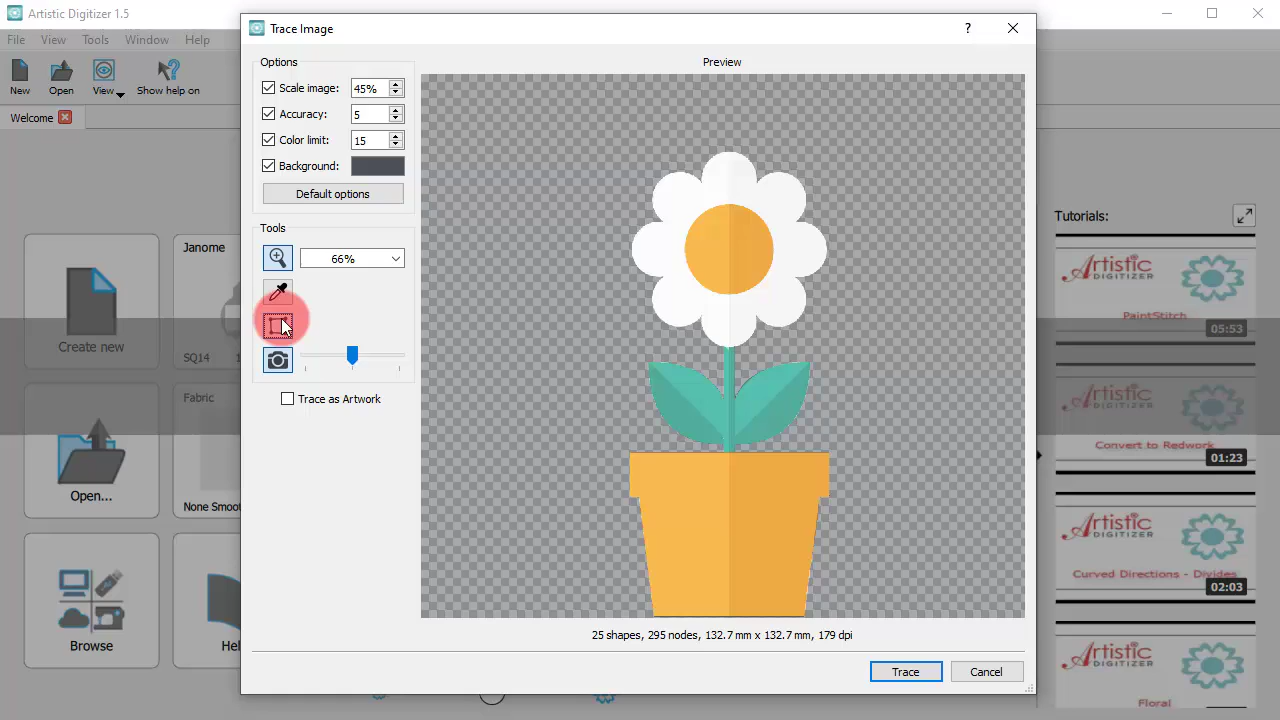 Artistic Digitizer 1.5
File View Tools Window Help
New Open View Show help on
Welcome
Create new
Janome
SQ14
Open...
Fabric
None Smoo
Browse
Hel
Trace Image
?
Options
Scale image: 45%
Accuracy: 5
Color limit: 15
Background:
Default options
Tools
66%
Trace as Artwork
Preview
25 shapes, 295 nodes, 132.7 mm x 132.7 mm, 179 dpi
Trace Cancel
Tutorials:
Artistic
DIGITIZER
PaintStitch
05:53
Artistic
DIGITIZER
Convert to Redwork
01:23
Artistic
DIGITIZER
Curved Directions - Divides
02:03
Artistic
DIGITIZER
Floral